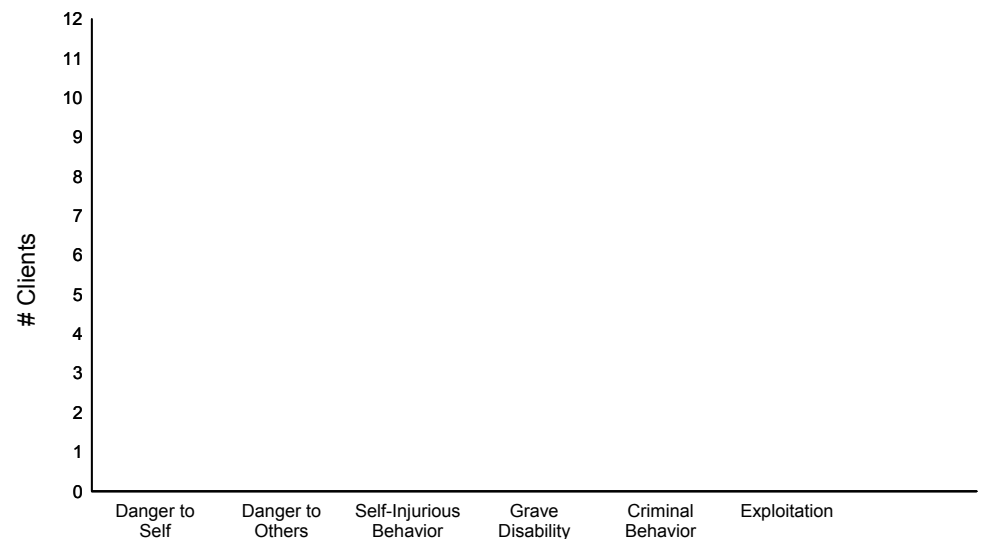 12
11
10
9
8
7
6
5
4
3
2
1
0
# Clients
Danger to
Self
Danger to
Others
Self-Injurious
Behavior
Grave
Disability
Criminal
Behavior
Exploitation